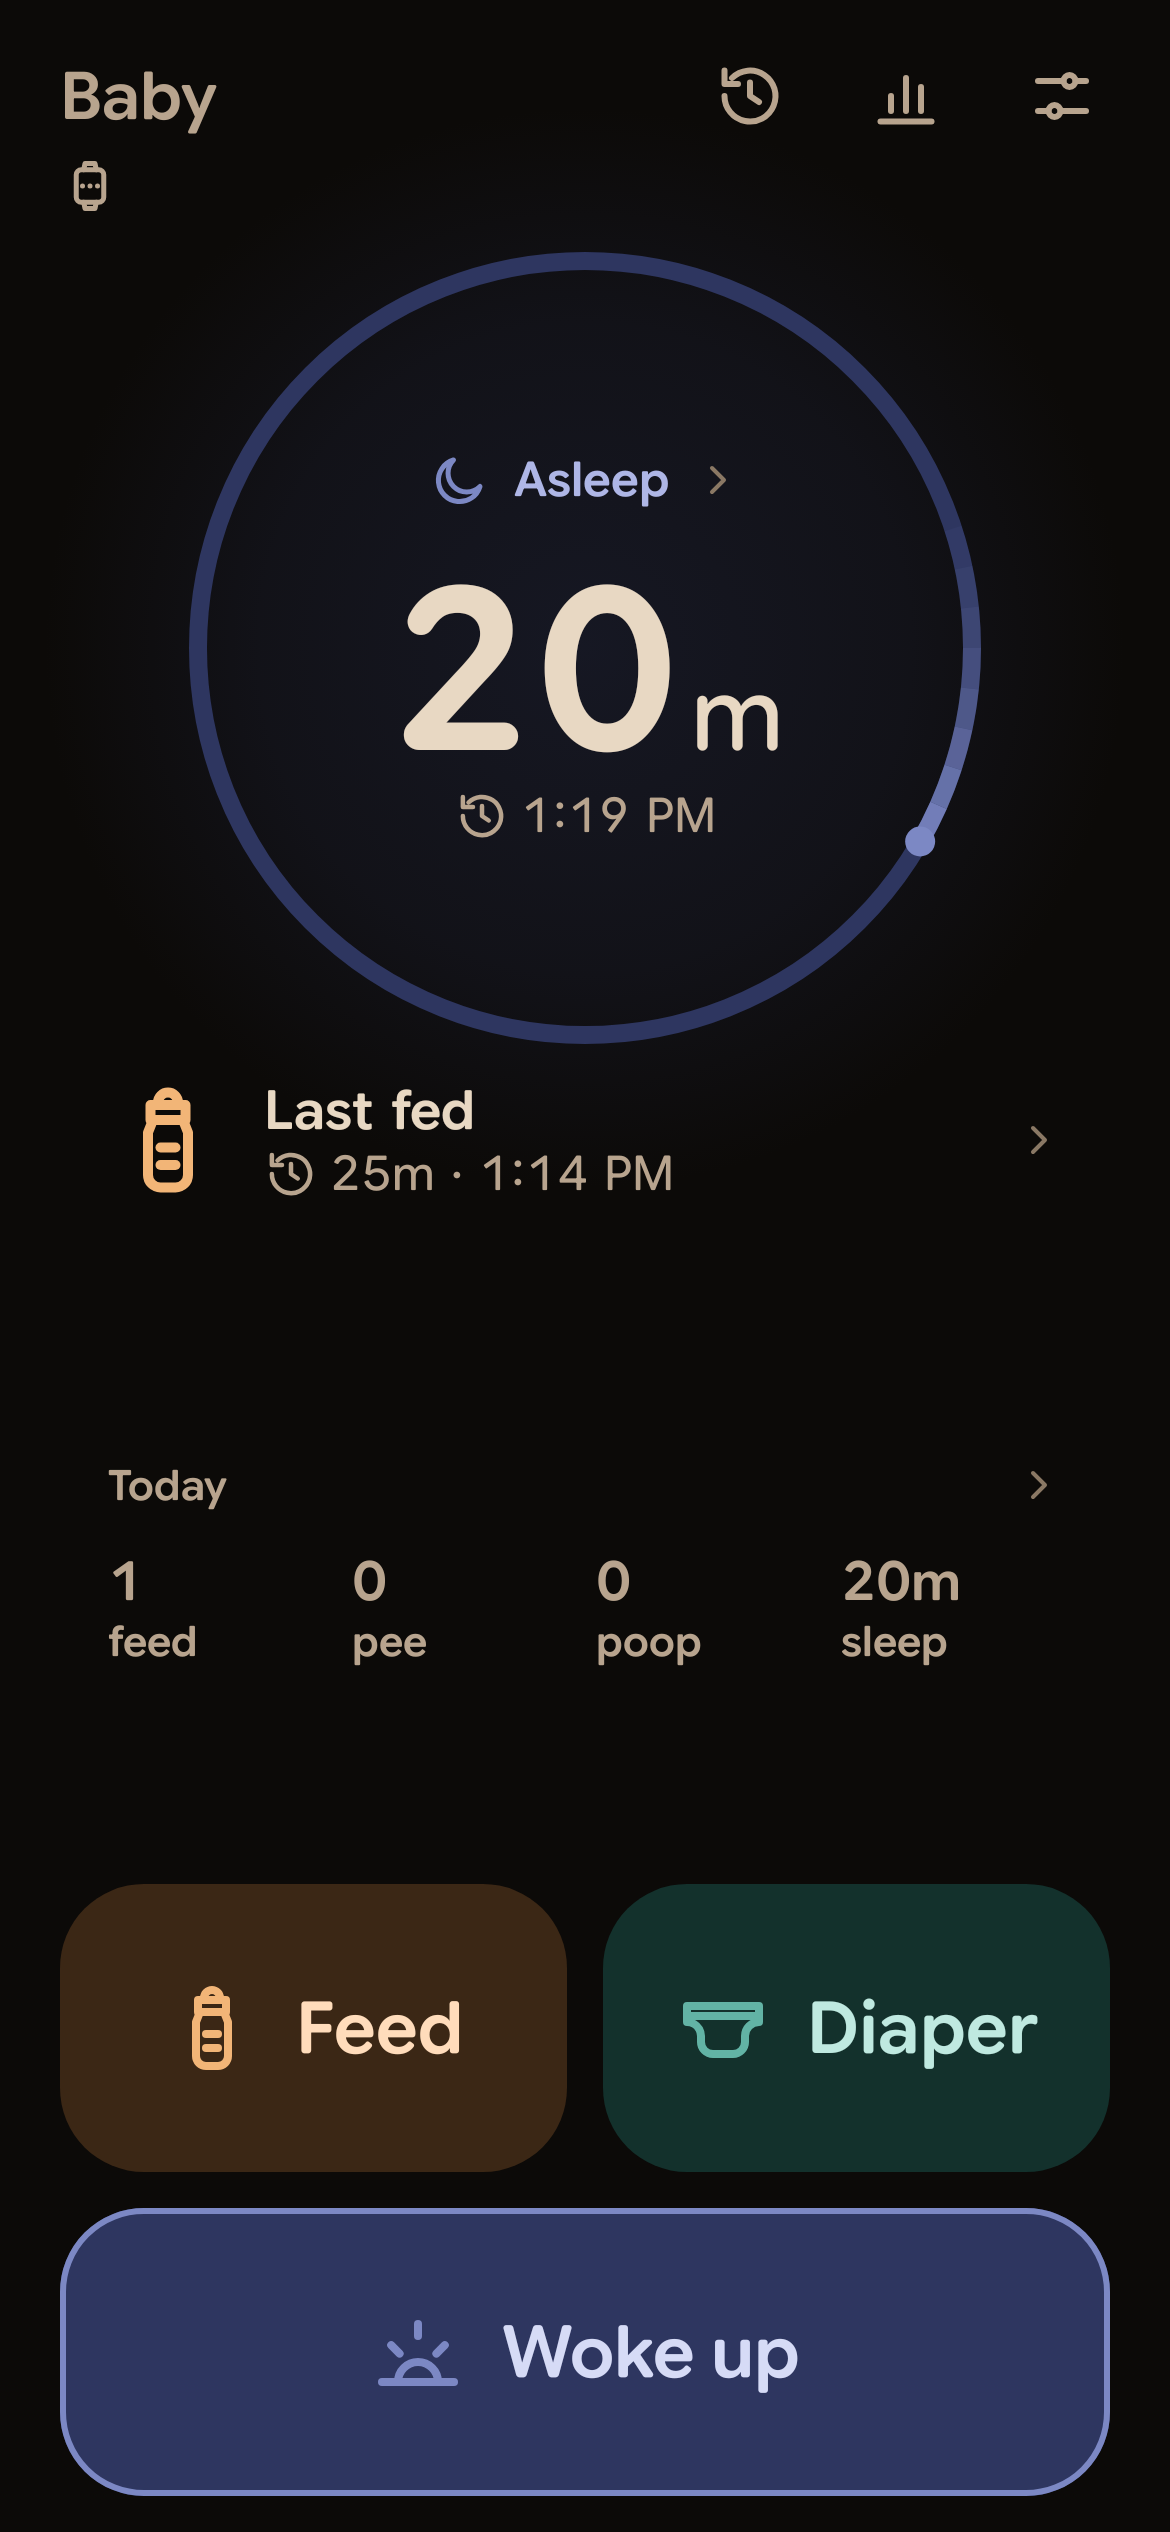 Baby
Asleep
20m
1:19 PM
Last fed
25m · 1:14 PM
Today
1 0 0 20m
feed pee poop sleep
Feed Diaper
Woke up